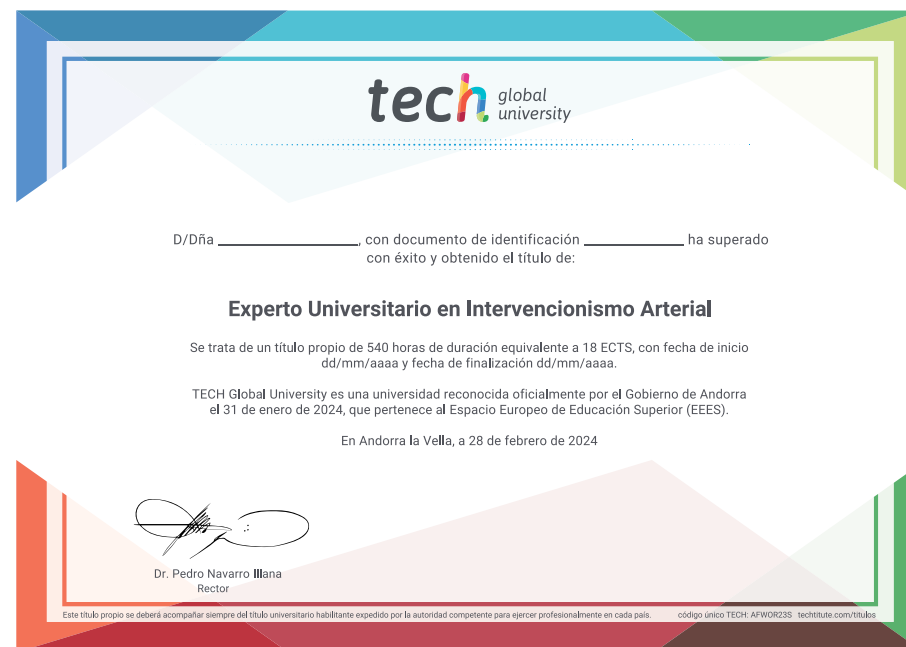 tech global university
D/Dña ____________________, con documento de identificación ______________ ha superado
con éxito y obtenido el título de:
Experto Universitario en Intervencionismo Arterial
Se trata de un título propio de 540 horas de duración equivalente a 18 ECTS, con fecha de inicio
dd/mm/aaaa y fecha de finalización dd/mm/aaaa.
TECH Global University es una universidad reconocida oficialmente por el Gobierno de Andorra
el 31 de enero de 2024, que pertenece al Espacio Europeo de Educación Superior (EEES).
En Andorra la Vella, a 28 de febrero de 2024
Dr. Pedro Navarro Illana
Rector
Este título propio se deberá acompañar siempre del título universitario habilitante expedido por la autoridad competente para ejercer profesionalmente en cada país. código único TECH: AFWOR23S techtitute.com/titulos